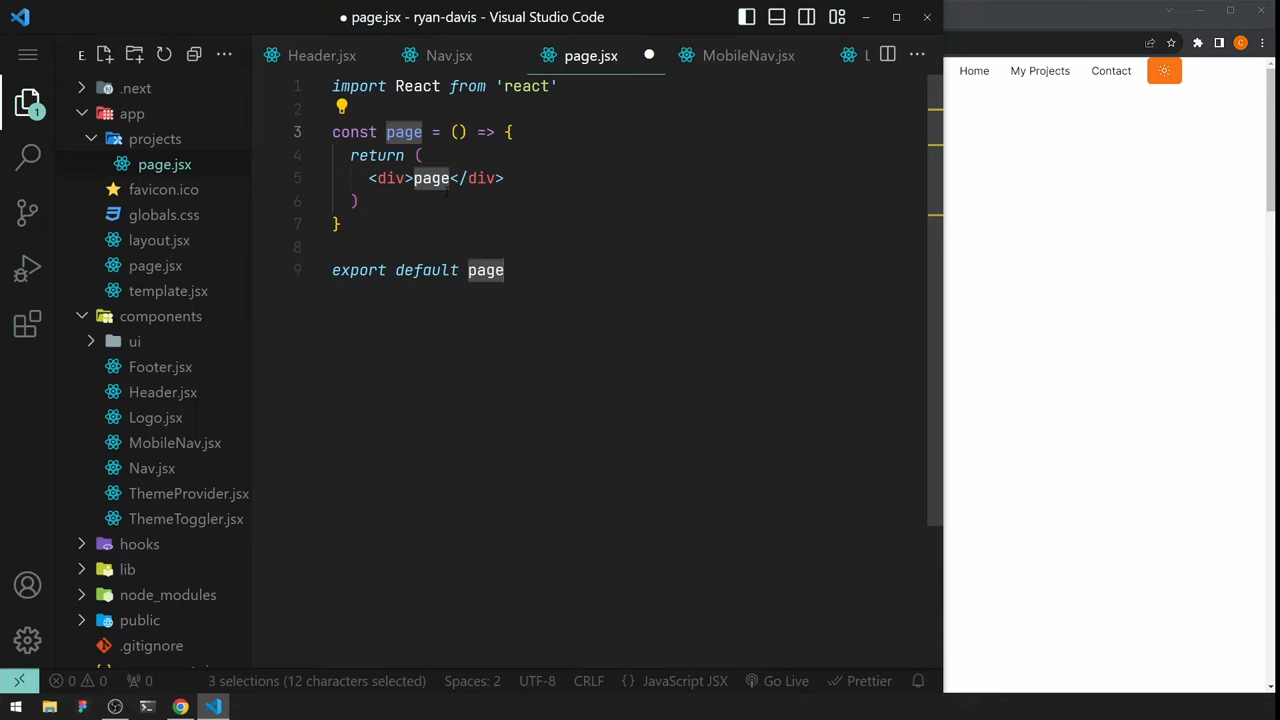 page.jsx - ryan-davis - Visual Studio Code
E
Header.jsx
Nav.jsx
page.jsx
MobileNav.jsx
L
.next
app
projects
page.jsx
favicon.ico
globals.css
layout.jsx
page.jsx
template.jsx
components
ui
Footer.jsx
Header.jsx
Logo.jsx
MobileNav.jsx
Nav.jsx
ThemeProvider.jsx
ThemeToggler.jsx
hooks
lib
node_modules
public
.gitignore
1 import React from 'react'
2
3 const page = () => {
4 return (
5 <div>page</div>
6 )
7 }
8
9 export default page
1
0 0 0 3 selections (12 characters selected) Spaces: 2 UTF-8 CRLF {} JavaScript JSX Go Live Prettier
C
Home My Projects Contact